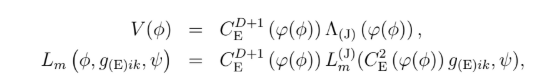 V(ϕ) = C_E^{D+1} (φ(ϕ)) Λ_{(J)} (φ(ϕ)) ,
L_m (ϕ, g_{(E)ik}, ψ) = C_E^{D+1} (φ(ϕ)) L_m^{(J)}(C_E^2 (φ(ϕ)) g_{(E)ik}, ψ),